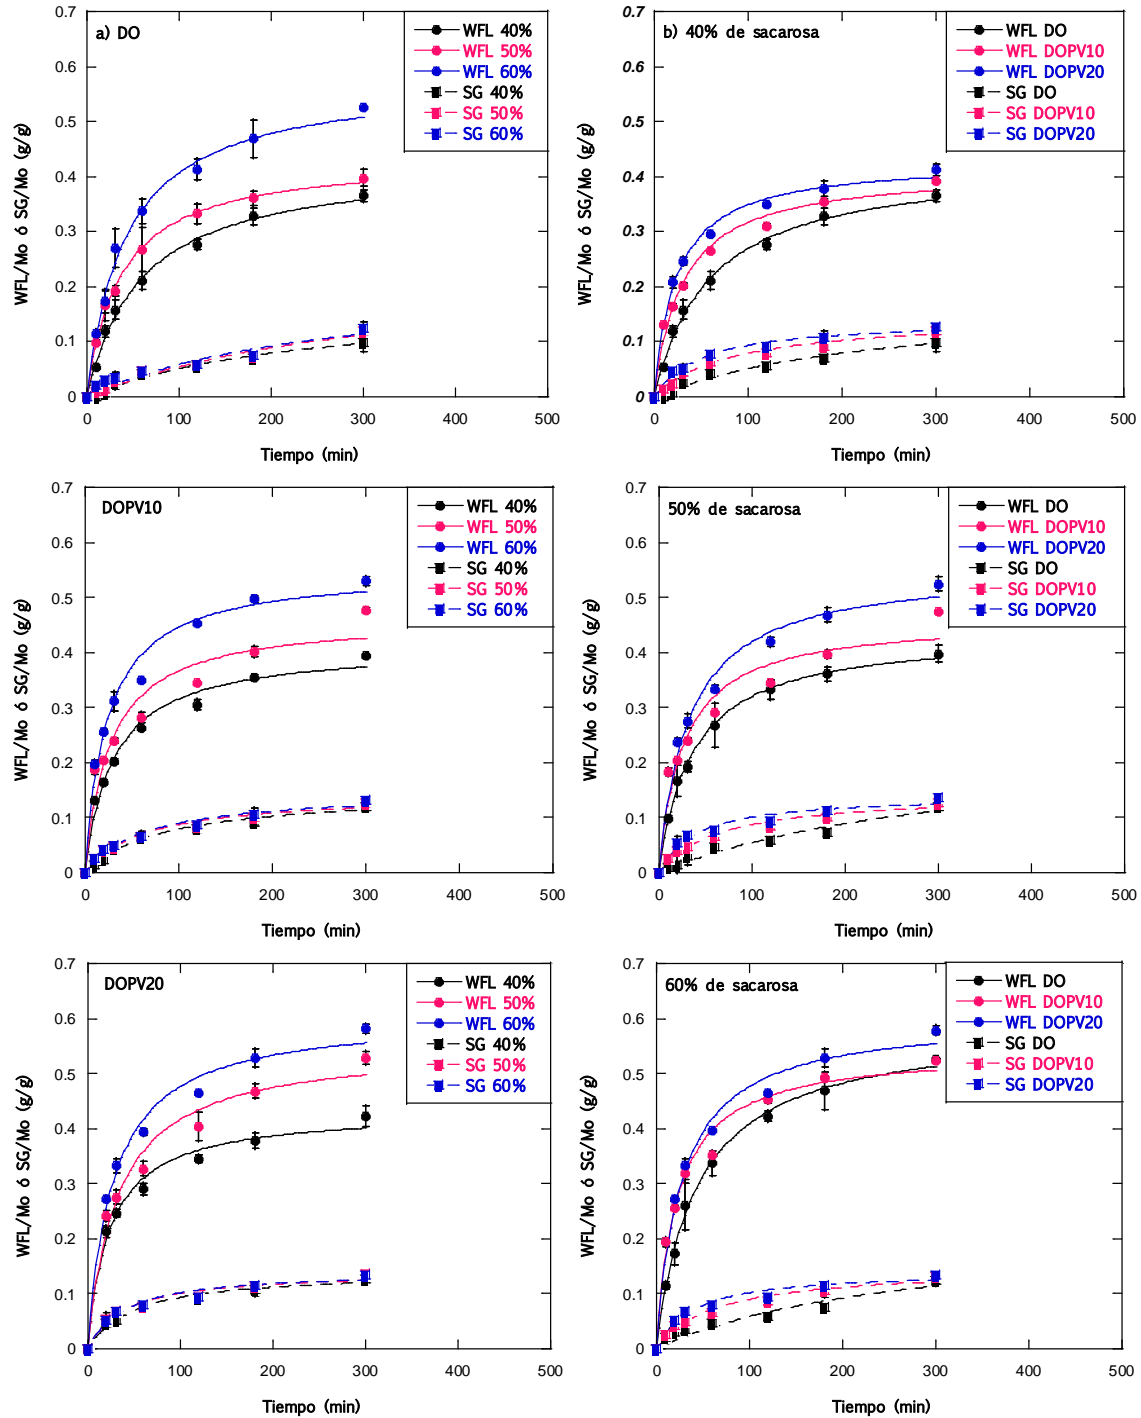 a) DO
WFL 40%
WFL 50%
WFL 60%
SG 40%
SG 50%
SG 60%
WFL/Mo ó SG/Mo (g/g)
0.7
0.6
0.5
0.4
0.3
0.2
0.1
0
0 100 200 300 400 500
Tiempo (min)
b) 40% de sacarosa
WFL DO
WFL DOPV10
WFL DOPV20
SG DO
SG DOPV10
SG DOPV20
WFL/Mo ó SG/Mo (g/g)
0.7
0.6
0.5
0.4
0.3
0.2
0.1
0
0 100 200 300 400 500
Tiempo (min)
DOPV10
WFL 40%
WFL 50%
WFL 60%
SG 40%
SG 50%
SG 60%
WFL/Mo ó SG/Mo (g/g)
0.7
0.6
0.5
0.4
0.3
0.2
0.1
0
0 100 200 300 400 500
Tiempo (min)
50% de sacarosa
WFL DO
WFL DOPV10
WFL DOPV20
SG DO
SG DOPV10
SG DOPV20
WFL/Mo ó SG/Mo (g/g)
0.7
0.6
0.5
0.4
0.3
0.2
0.1
0
0 100 200 300 400 500
Tiempo (min)
DOPV20
WFL 40%
WFL 50%
WFL 60%
SG 40%
SG 50%
SG 60%
WFL/Mo ó SG/Mo (g/g)
0.7
0.6
0.5
0.4
0.3
0.2
0.1
0
0 100 200 300 400 500
Tiempo (min)
60% de sacarosa
WFL DO
WFL DOPV10
WFL DOPV20
SG DO
SG DOPV10
SG DOPV20
WFL/Mo ó SG/Mo (g/g)
0.7
0.6
0.5
0.4
0.3
0.2
0.1
0
0 100 200 300 400 500
Tiempo (min)